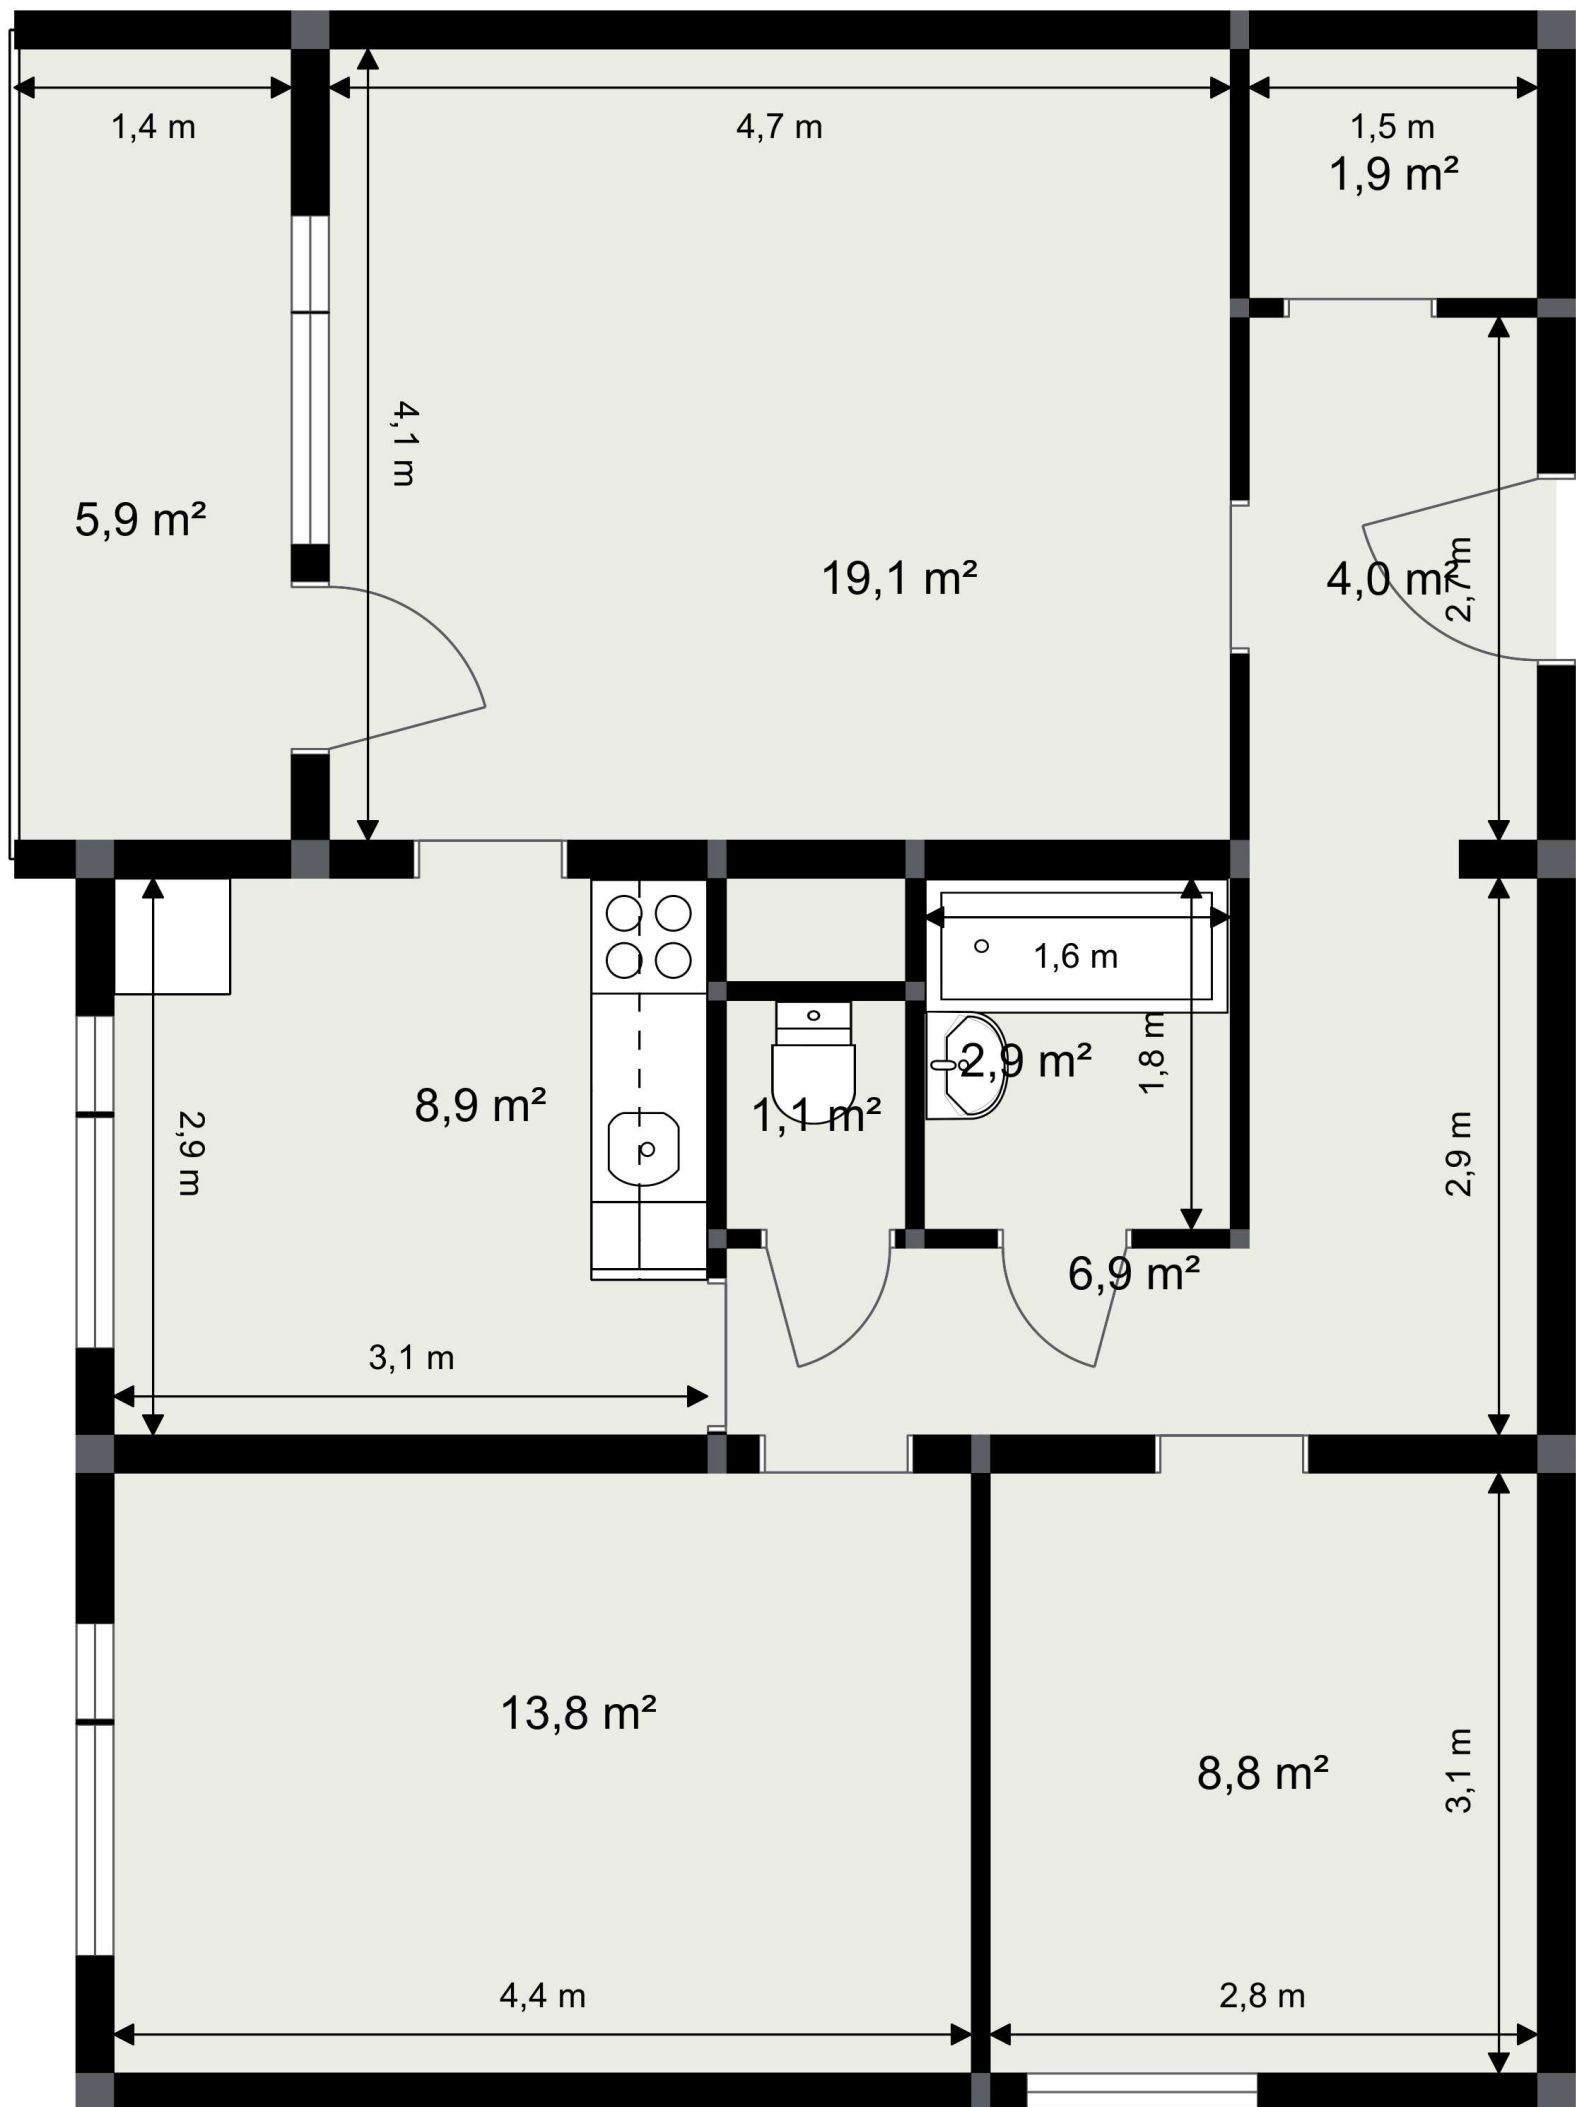 1,4 m
4,7 m
1,5 m
1,9 m²
4,1 m
5,9 m²
19,1 m²
4,0 m²
2,7 m
1,6 m
2,9 m²
1,8 m
8,9 m²
1,1 m²
2,9 m
2,9 m
6,9 m²
3,1 m
13,8 m²
8,8 m²
3,1 m
4,4 m
2,8 m